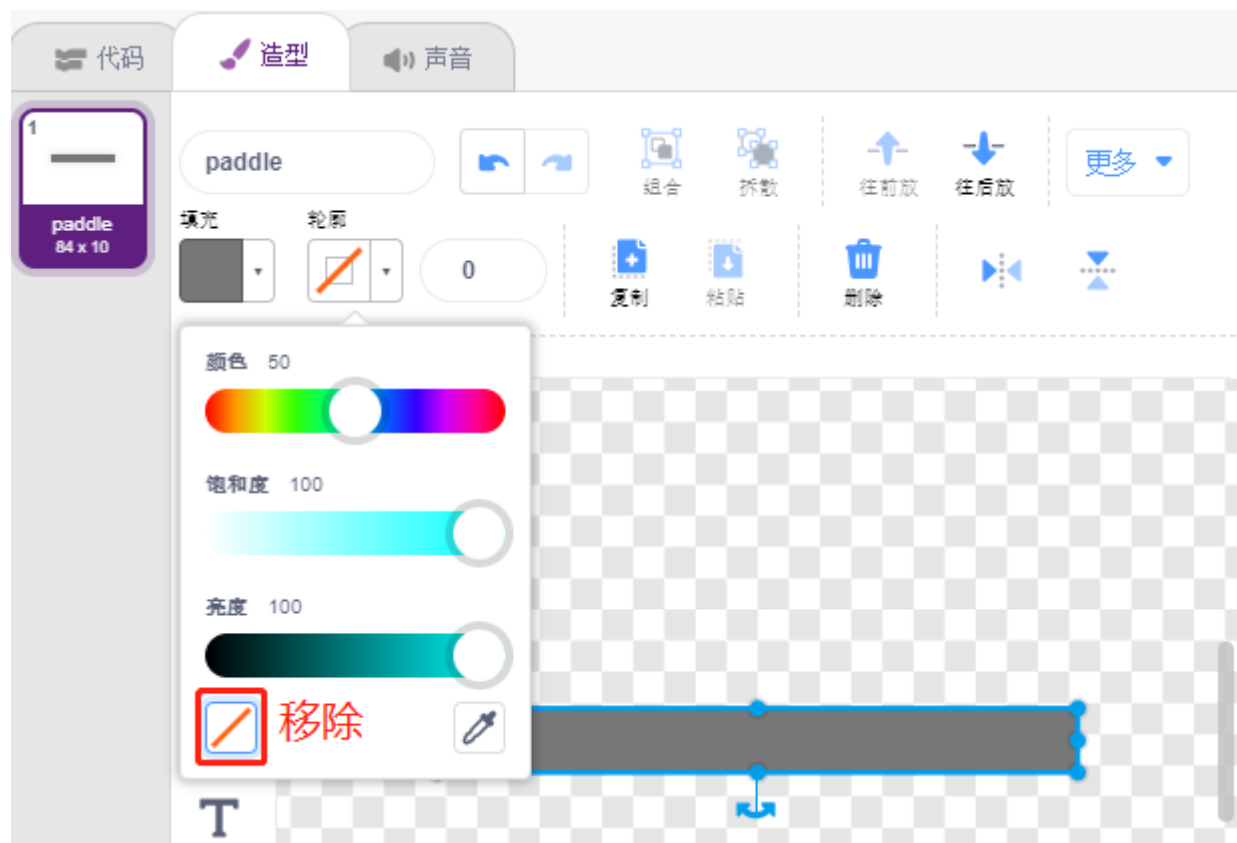 代码 造型 声音
1
paddle
84 x 10
paddle
组合 拆散 往前放 往后放 更多
填充 轮廓
0
复制 粘贴 删除
颜色 50
饱和度 100
亮度 100
移除
T